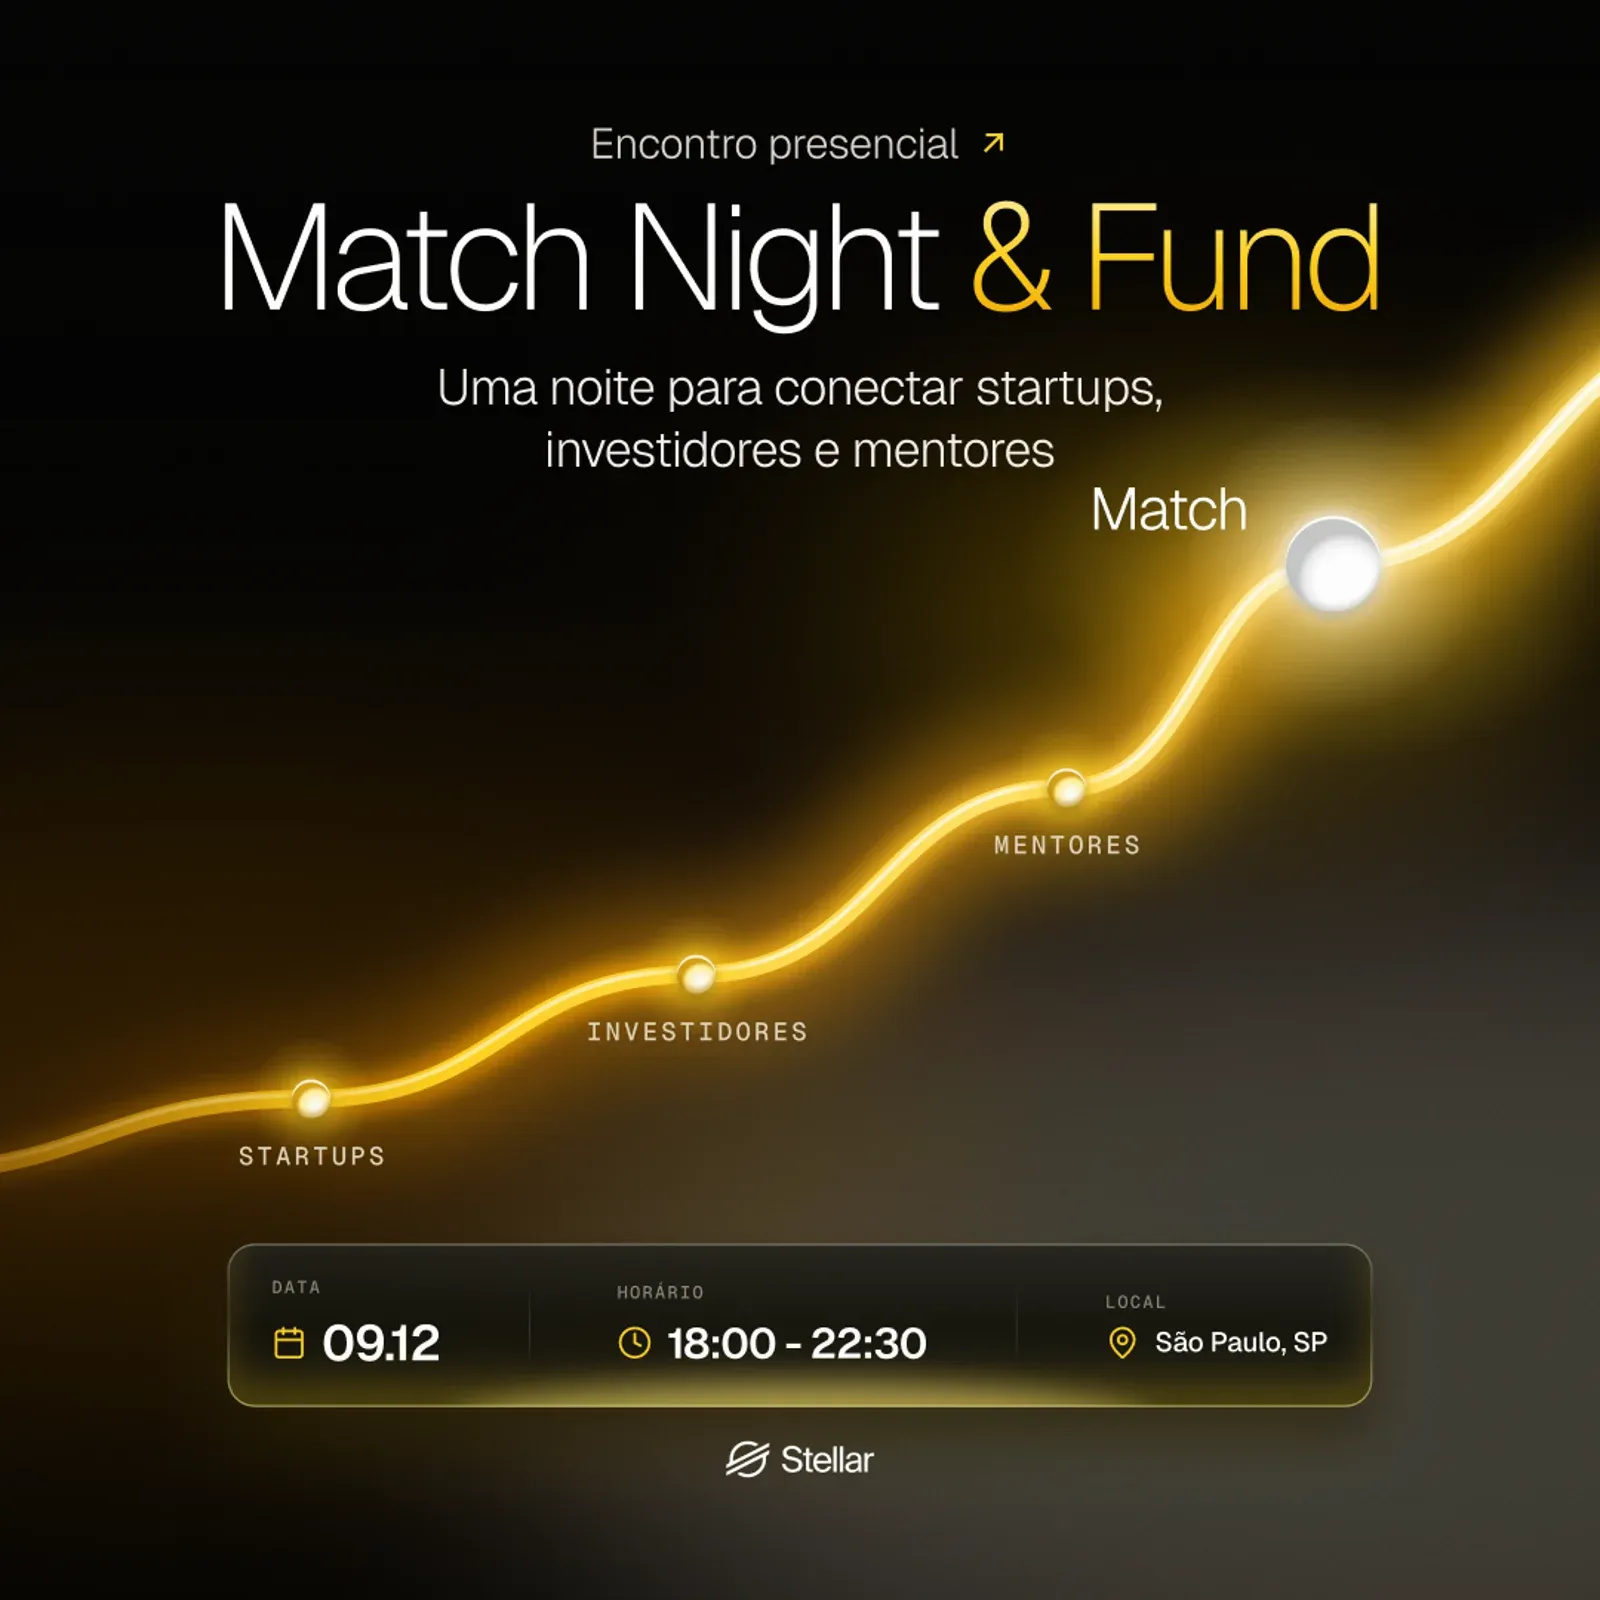 Encontro presencial
Match Night & Fund
Uma noite para conectar startups,
investidores e mentores
Match
MENTORES
INVESTIDORES
STARTUPS
DATA
09.12
HORÁRIO
18:00 - 22:30
LOCAL
São Paulo, SP
Stellar